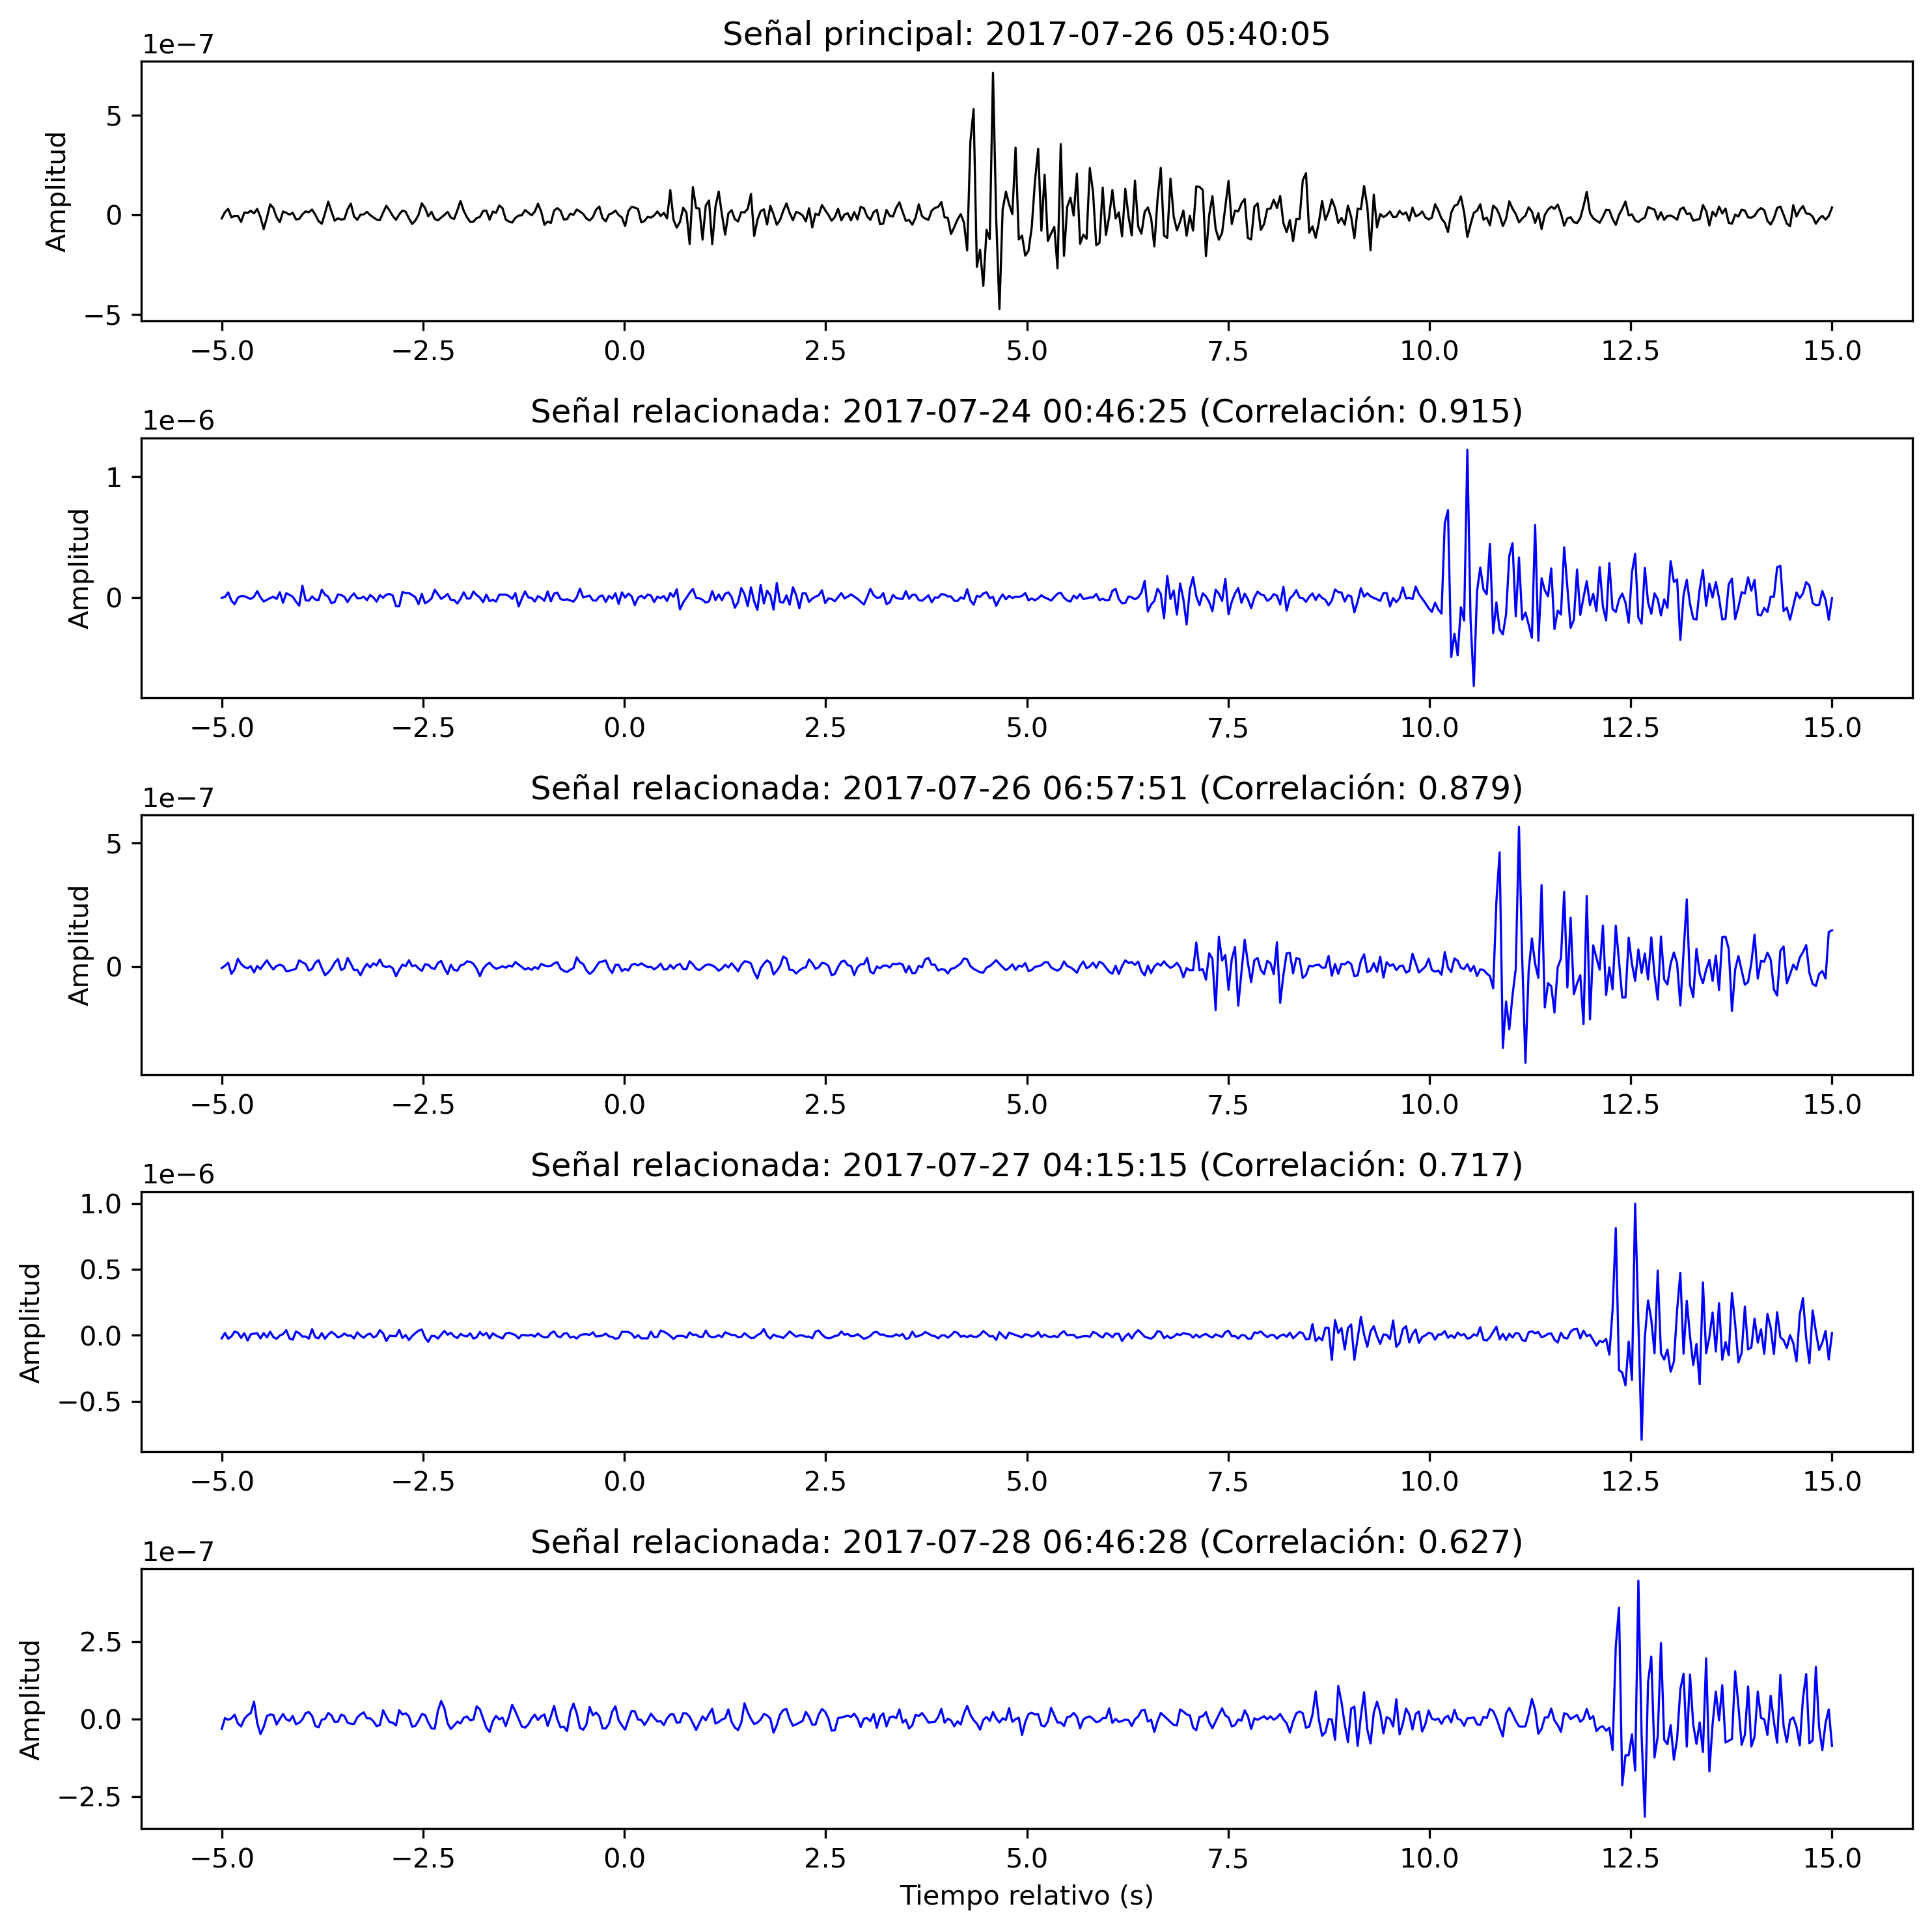 Señal principal: 2017-07-26 05:40:05
1e−7
Amplitud
5
0
−5
−5.0 −2.5 0.0 2.5 5.0 7.5 10.0 12.5 15.0
Señal relacionada: 2017-07-24 00:46:25 (Correlación: 0.915)
1e−6
Amplitud
1
0
−5.0 −2.5 0.0 2.5 5.0 7.5 10.0 12.5 15.0
Señal relacionada: 2017-07-26 06:57:51 (Correlación: 0.879)
1e−7
Amplitud
5
0
−5.0 −2.5 0.0 2.5 5.0 7.5 10.0 12.5 15.0
Señal relacionada: 2017-07-27 04:15:15 (Correlación: 0.717)
1e−6
Amplitud
1.0
0.5
0.0
−0.5
−5.0 −2.5 0.0 2.5 5.0 7.5 10.0 12.5 15.0
Señal relacionada: 2017-07-28 06:46:28 (Correlación: 0.627)
1e−7
Amplitud
2.5
0.0
−2.5
−5.0 −2.5 0.0 2.5 5.0 7.5 10.0 12.5 15.0
Tiempo relativo (s)